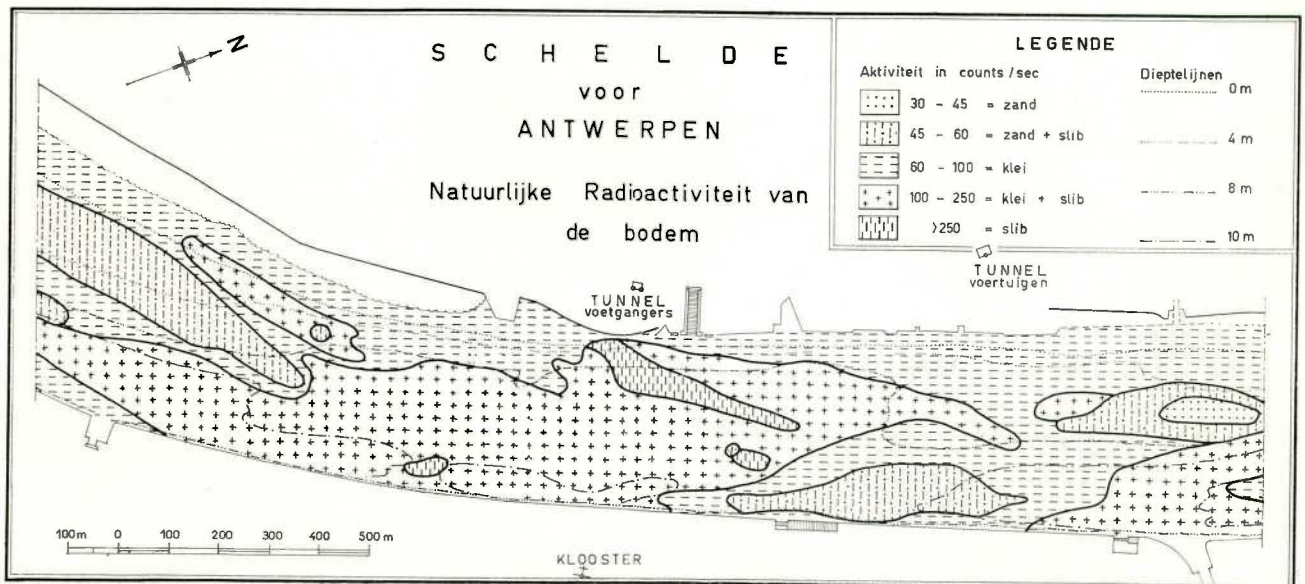 N
S C H E L D E
voor
ANTWERPEN
Natuurlijke Radioactiviteit van
de bodem
LEGENDE
Aktiviteit in counts/sec
30 - 45 = zand
45 - 60 = zand + slib
60 - 100 = klei
100 - 250 = klei + slib
>250 = slib
Dieptelijnen
0 m
4 m
8 m
10 m
TUNNEL
voetgangers
TUNNEL
voertuigen
100 m 0 100 200 300 400 500 m
KLOOSTER